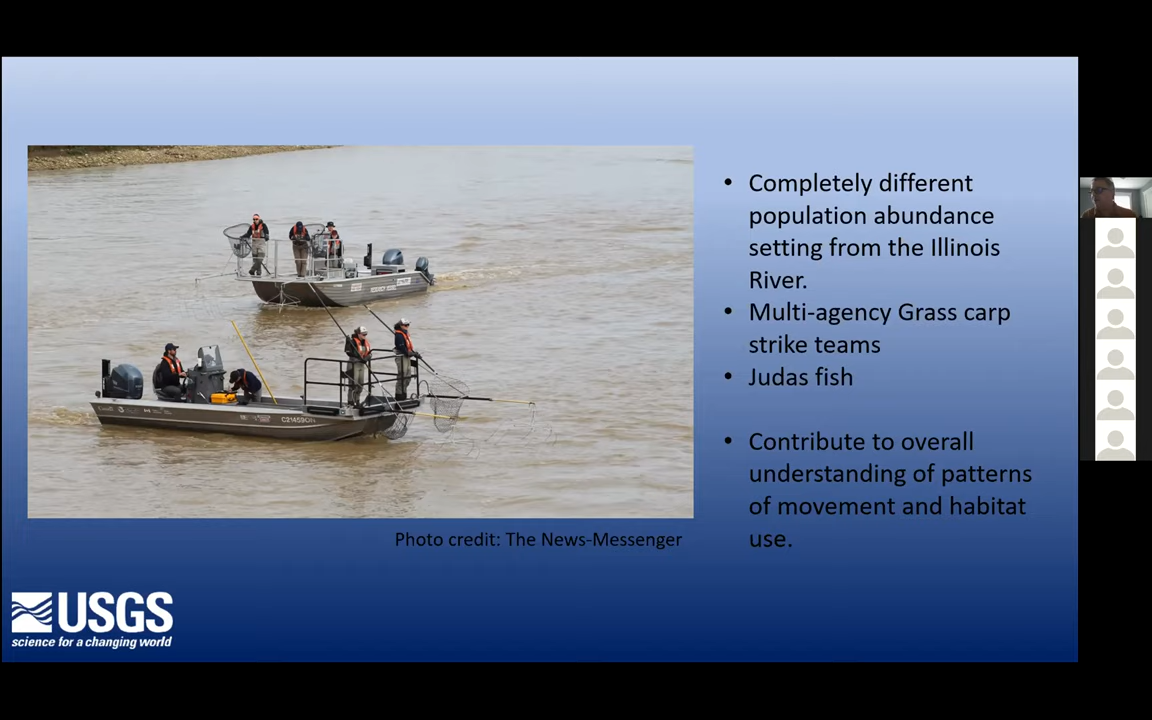 • Completely different
population abundance
setting from the Illinois
River.
• Multi-agency Grass carp
strike teams
• Judas fish
• Contribute to overall
understanding of patterns
of movement and habitat
use.
Photo credit: The News-Messenger
USGS
science for a changing world